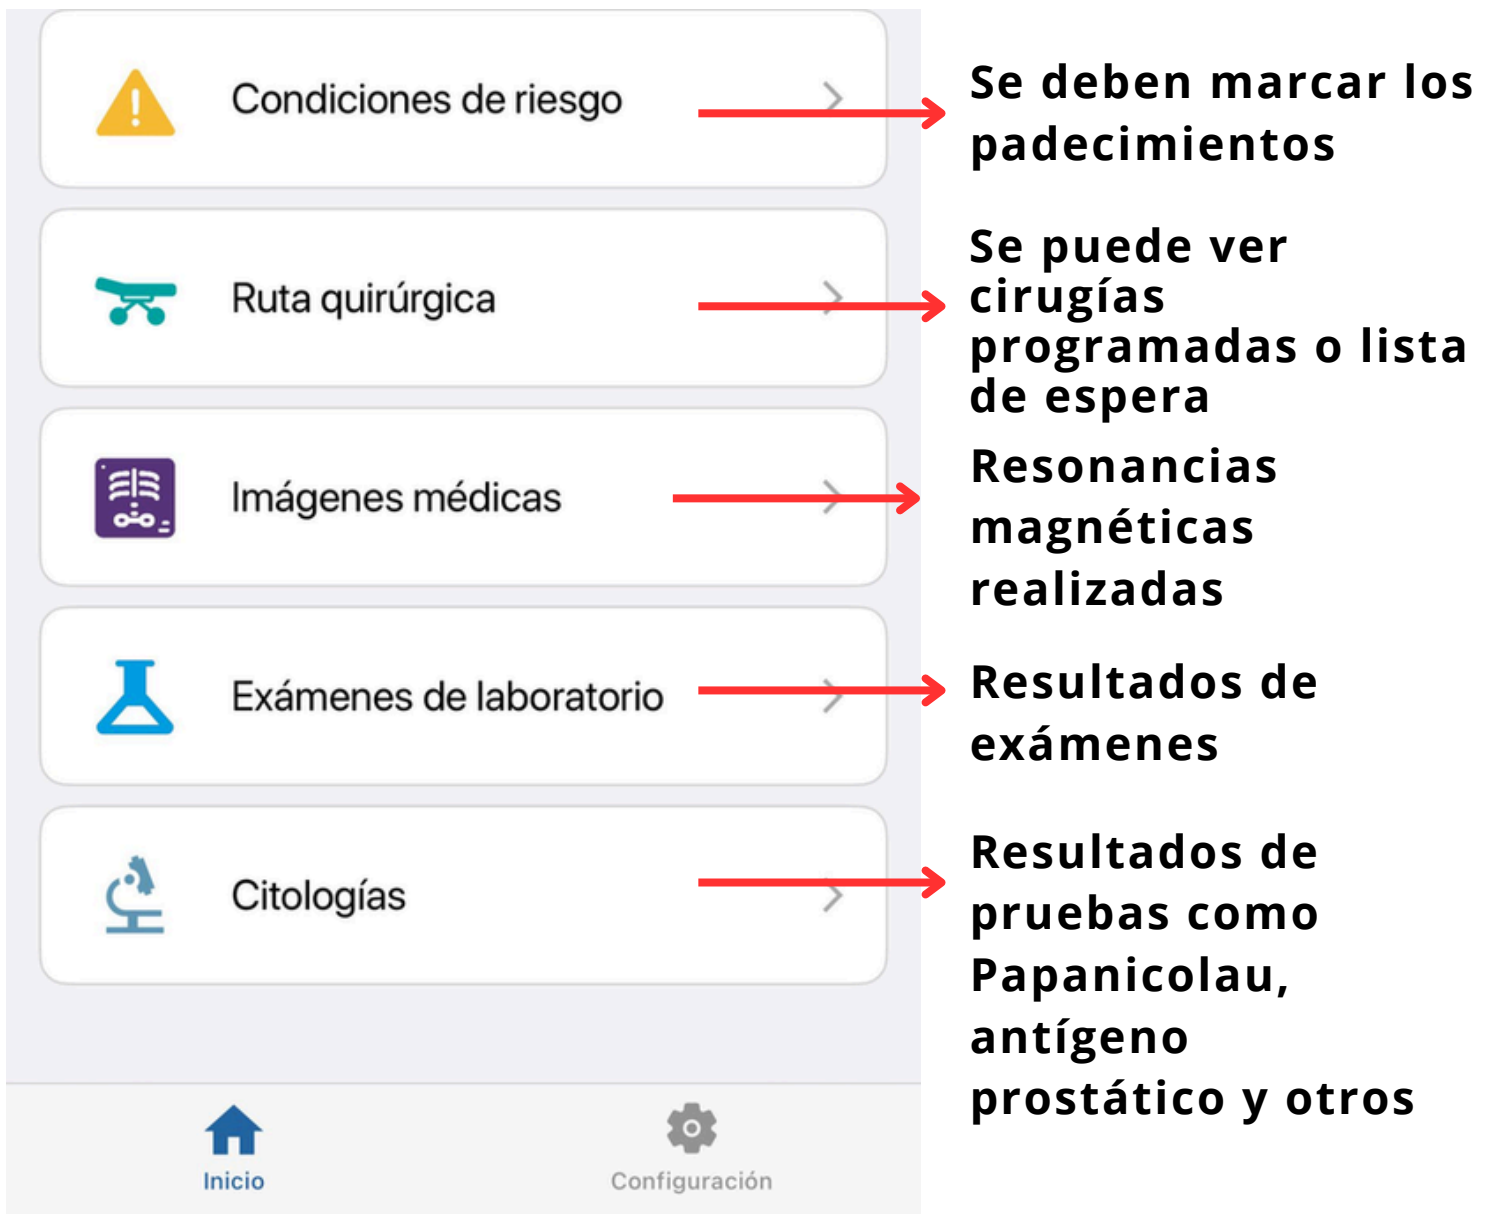 Condiciones de riesgo
Se deben marcar los
padecimientos
Ruta quirúrgica
Se puede ver
cirugías
programadas o lista
de espera
Imágenes médicas
Resonancias
magnéticas
realizadas
Exámenes de laboratorio
Resultados de
exámenes
Citologías
Resultados de
pruebas como
Papanicolau,
antígeno
prostático y otros
Inicio
Configuración